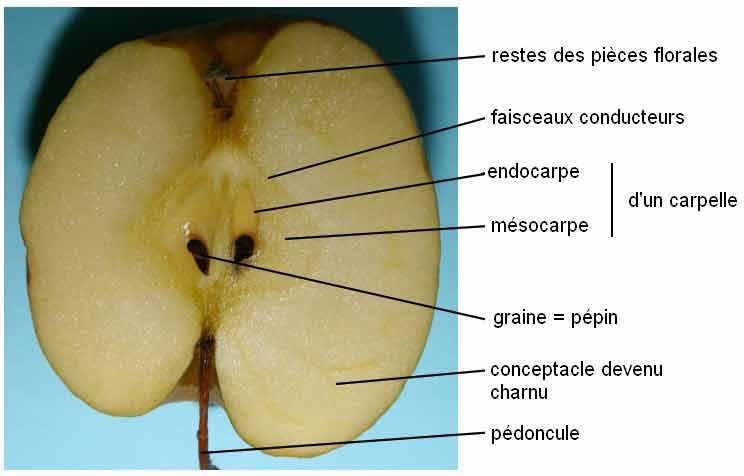 restes des pièces florales
faisceaux conducteurs
endocarpe
d'un carpelle
mésocarpe
graine = pépin
conceptacle devenu
charnu
pédoncule